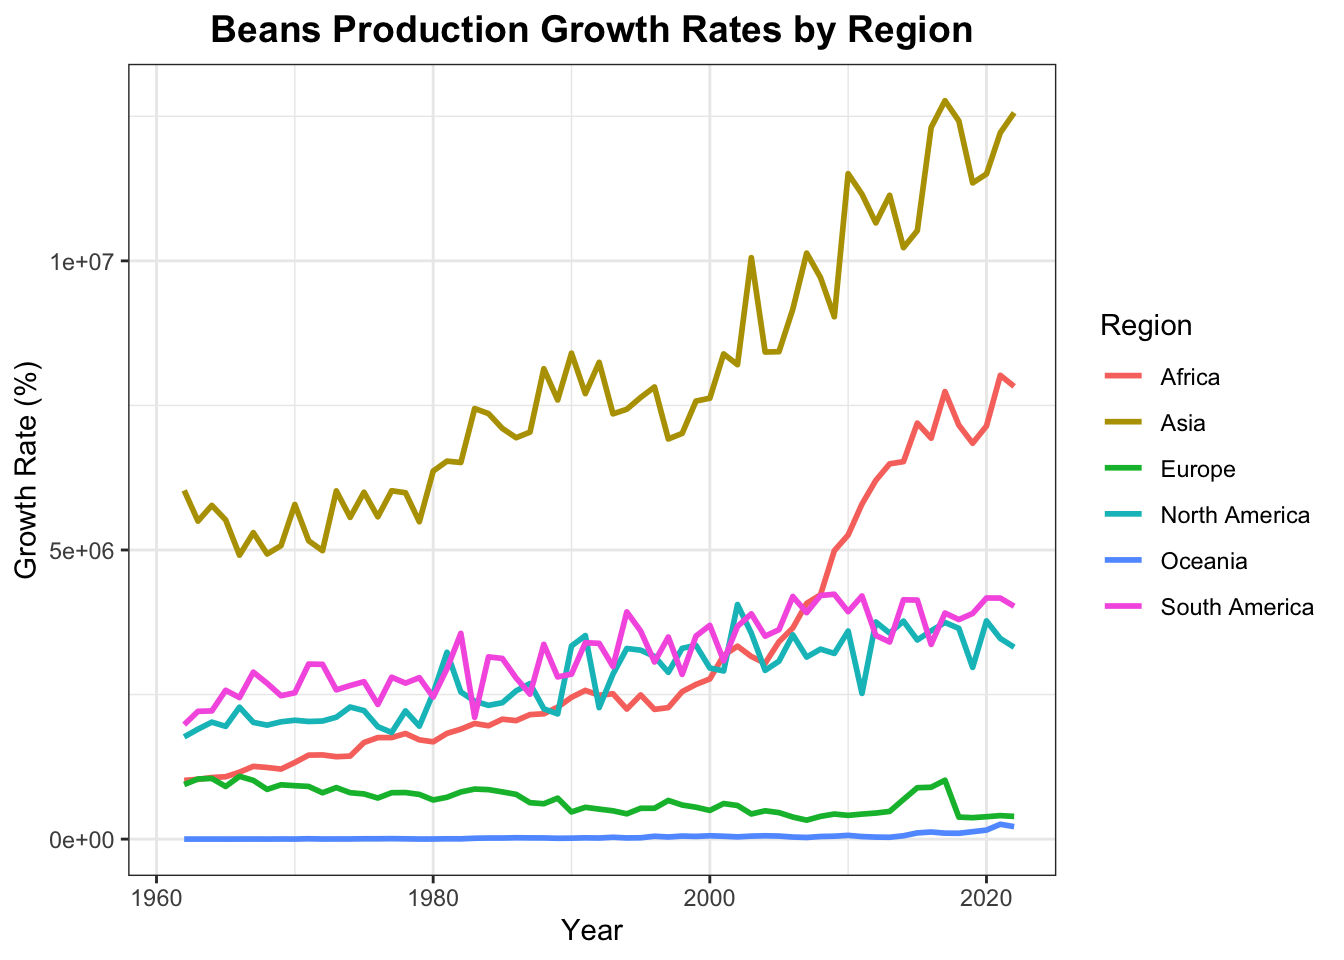 Beans Production Growth Rates by Region
Growth Rate (%)
1e+07
5e+06
0e+00
1960
1980
2000
2020
Year
Region
Africa
Asia
Europe
North America
Oceania
South America